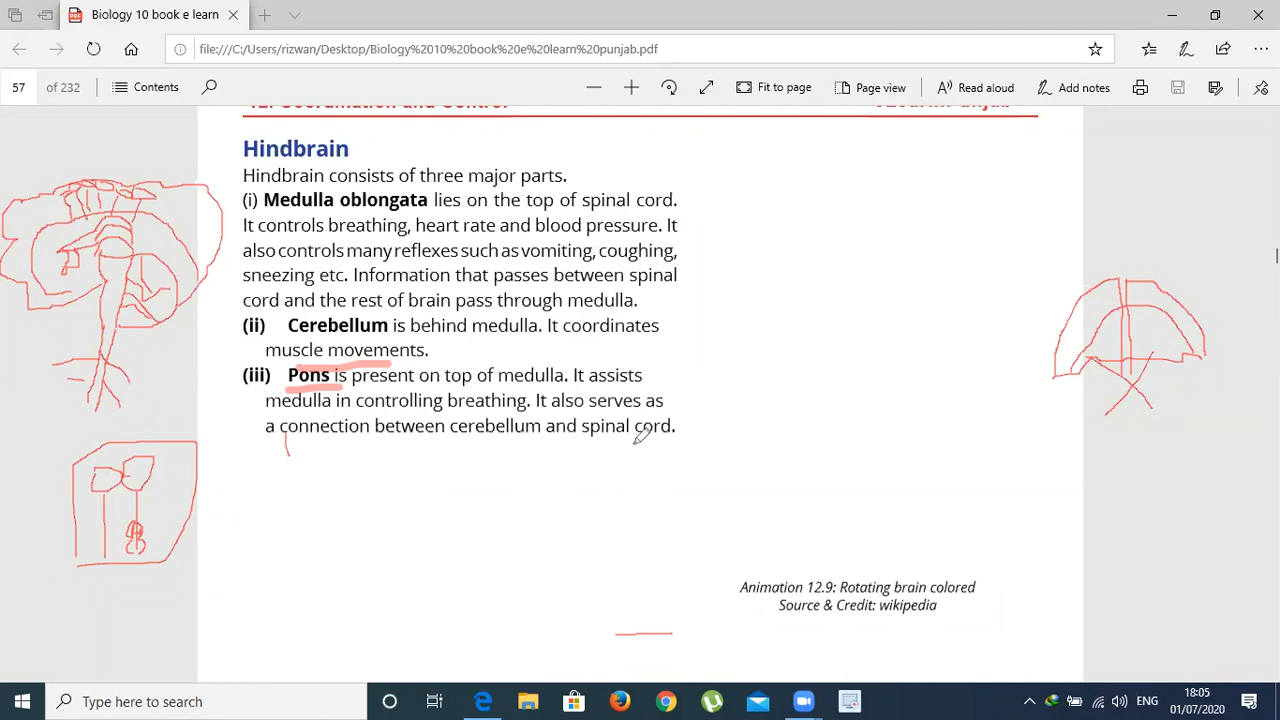 Biology 10 book e learn
file:///C:/Users/rizwan/Desktop/Biology%2010%20book%20e%20learn%20punjab.pdf
57 of 232 Contents Fit to page Page view Read aloud Add notes
12. Coordination and Control
Hindbrain
Hindbrain consists of three major parts.
(i) Medulla oblongata lies on the top of spinal cord.
It controls breathing, heart rate and blood pressure. It
also controls many reflexes such as vomiting, coughing,
sneezing etc. Information that passes between spinal
cord and the rest of brain pass through medulla.
(ii) Cerebellum is behind medulla. It coordinates
muscle movements.
(iii) Pons is present on top of medulla. It assists
medulla in controlling breathing. It also serves as
a connection between cerebellum and spinal cord.
Animation 12.9: Rotating brain colored
Source & Credit: wikipedia
Type here to search
ENG
18:05
01/07/2020